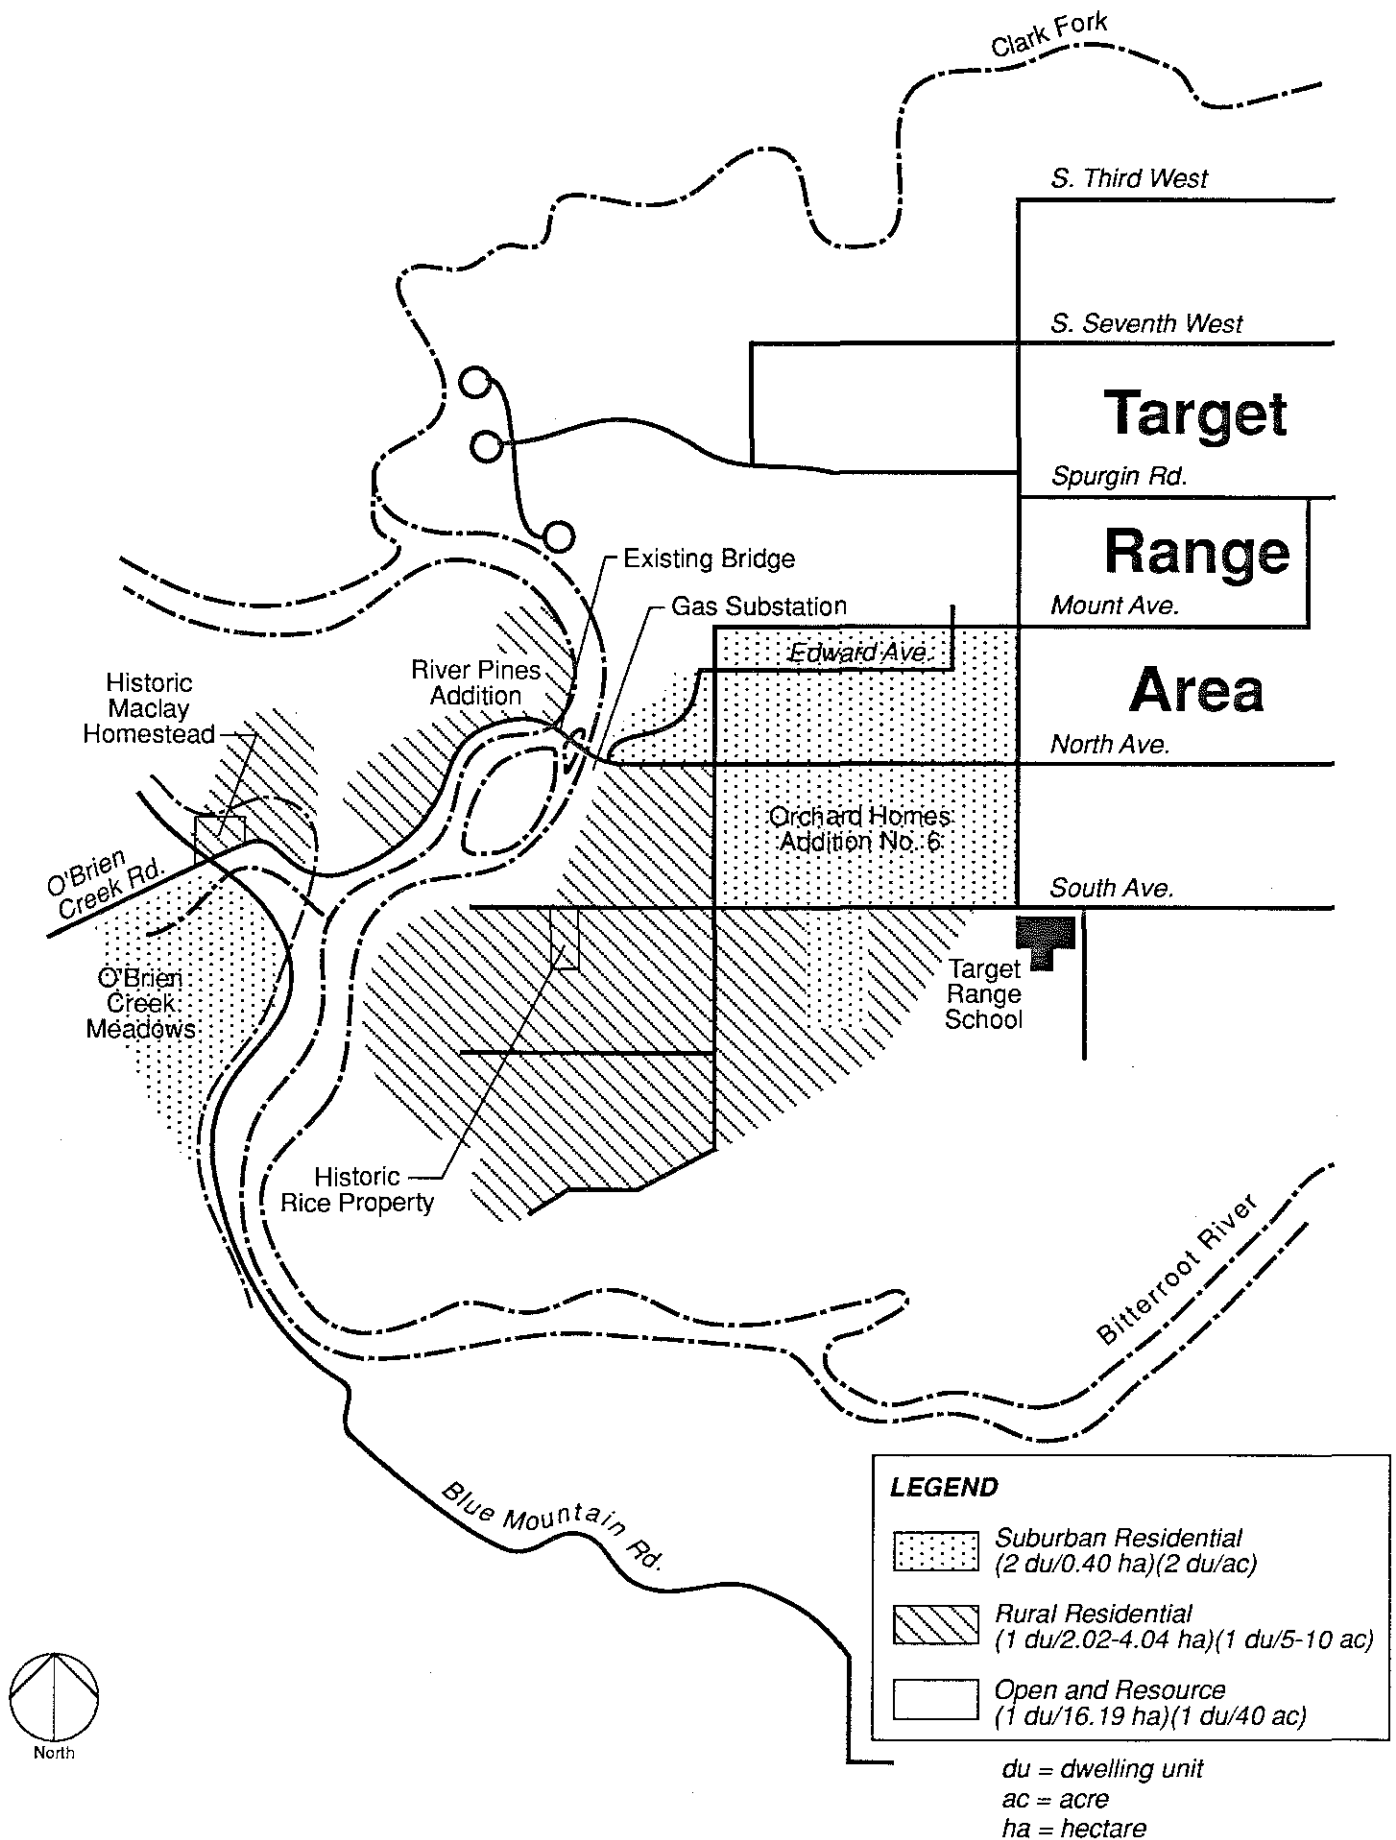 Clark Fork
S. Third West
S. Seventh West
Target
Spurgin Rd.
Range
Existing Bridge
Gas Substation
Mount Ave.
Edward Ave.
River Pines
Addition
Historic
Maclay
Homestead
Area
North Ave.
Orchard Homes
Addition No. 6
O'Brien
Creek Rd.
South Ave.
O'Brien
Creek
Meadows
Target
Range
School
Historic
Rice Property
Bitterroot River
Blue Mountain Rd.
LEGEND
Suburban Residential
(2 du/0.40 ha)(2 du/ac)
Rural Residential
(1 du/2.02-4.04 ha)(1 du/5-10 ac)
Open and Resource
(1 du/16.19 ha)(1 du/40 ac)
North
du = dwelling unit
ac = acre
ha = hectare